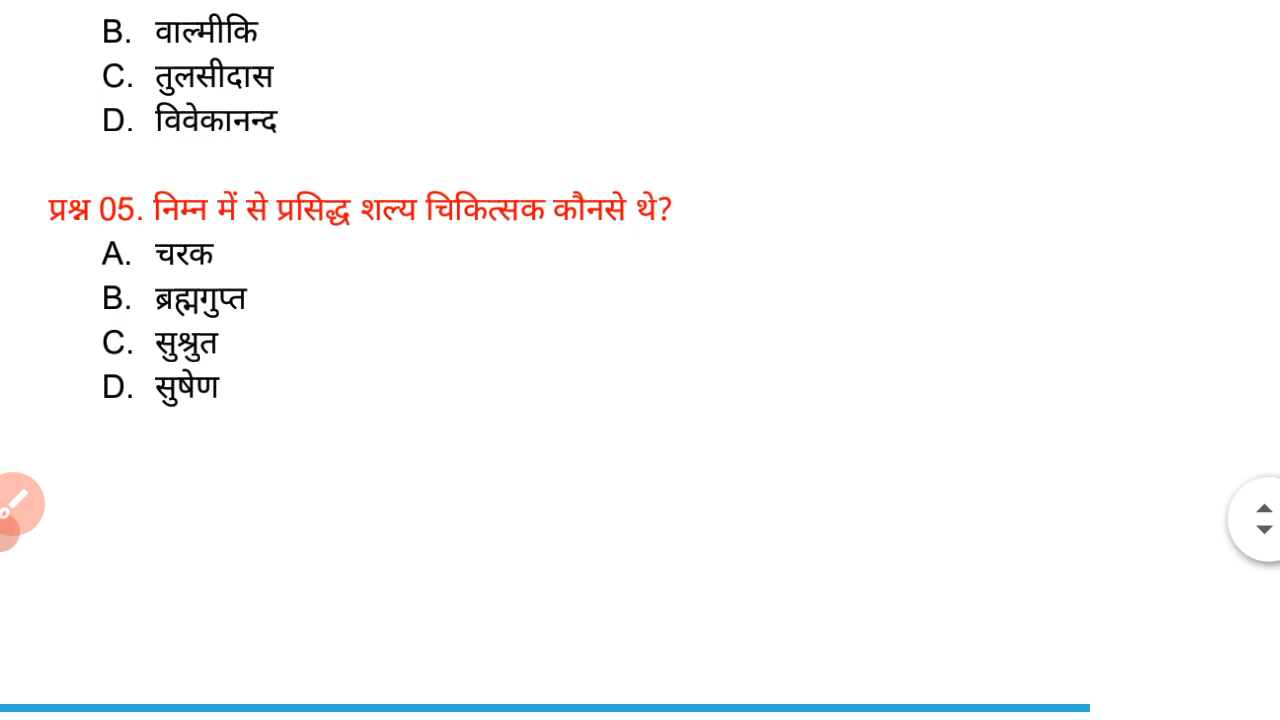 B. वाल्मीकि
C. तुलसीदास
D. विवेकानन्द
प्रश्न 05. निम्न में से प्रसिद्ध शल्य चिकित्सक कौनसे थे?
A. चरक
B. ब्रह्मगुप्त
C. सुश्रुत
D. सुषेण